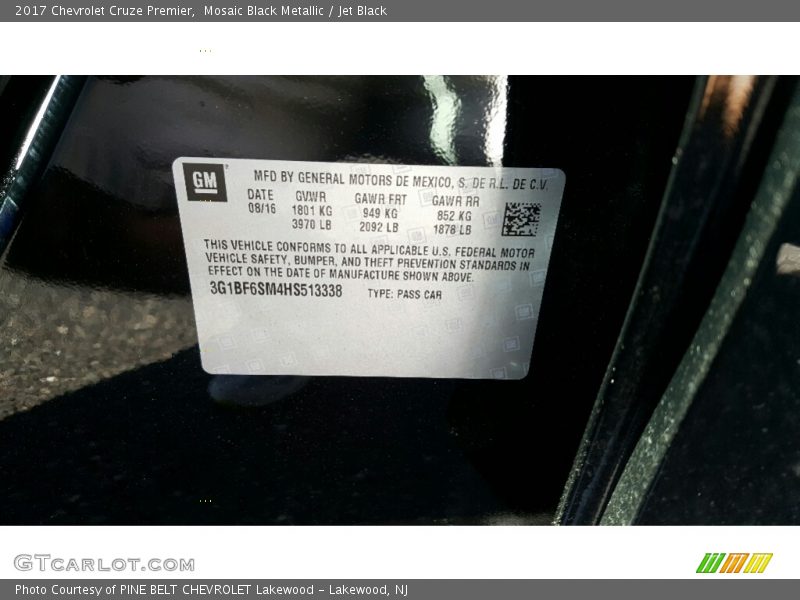 2017 Chevrolet Cruze Premier,  Mosaic Black Metallic / Jet Black
GM
MFD BY GENERAL MOTORS DE MEXICO, S. DE R.L. DE C.V.
DATE GVWR GAWR FRT GAWR RR
08/16 1801 KG 949 KG 852 KG
3970 LB 2092 LB 1878 LB
THIS VEHICLE CONFORMS TO ALL APPLICABLE U.S. FEDERAL MOTOR
VEHICLE SAFETY, BUMPER, AND THEFT PREVENTION STANDARDS IN
EFFECT ON THE DATE OF MANUFACTURE SHOWN ABOVE.
3G1BF6SM4HS513338 TYPE: PASS CAR
GTCARLOT.COM
Photo Courtesy of PINE BELT CHEVROLET Lakewood - Lakewood, NJ